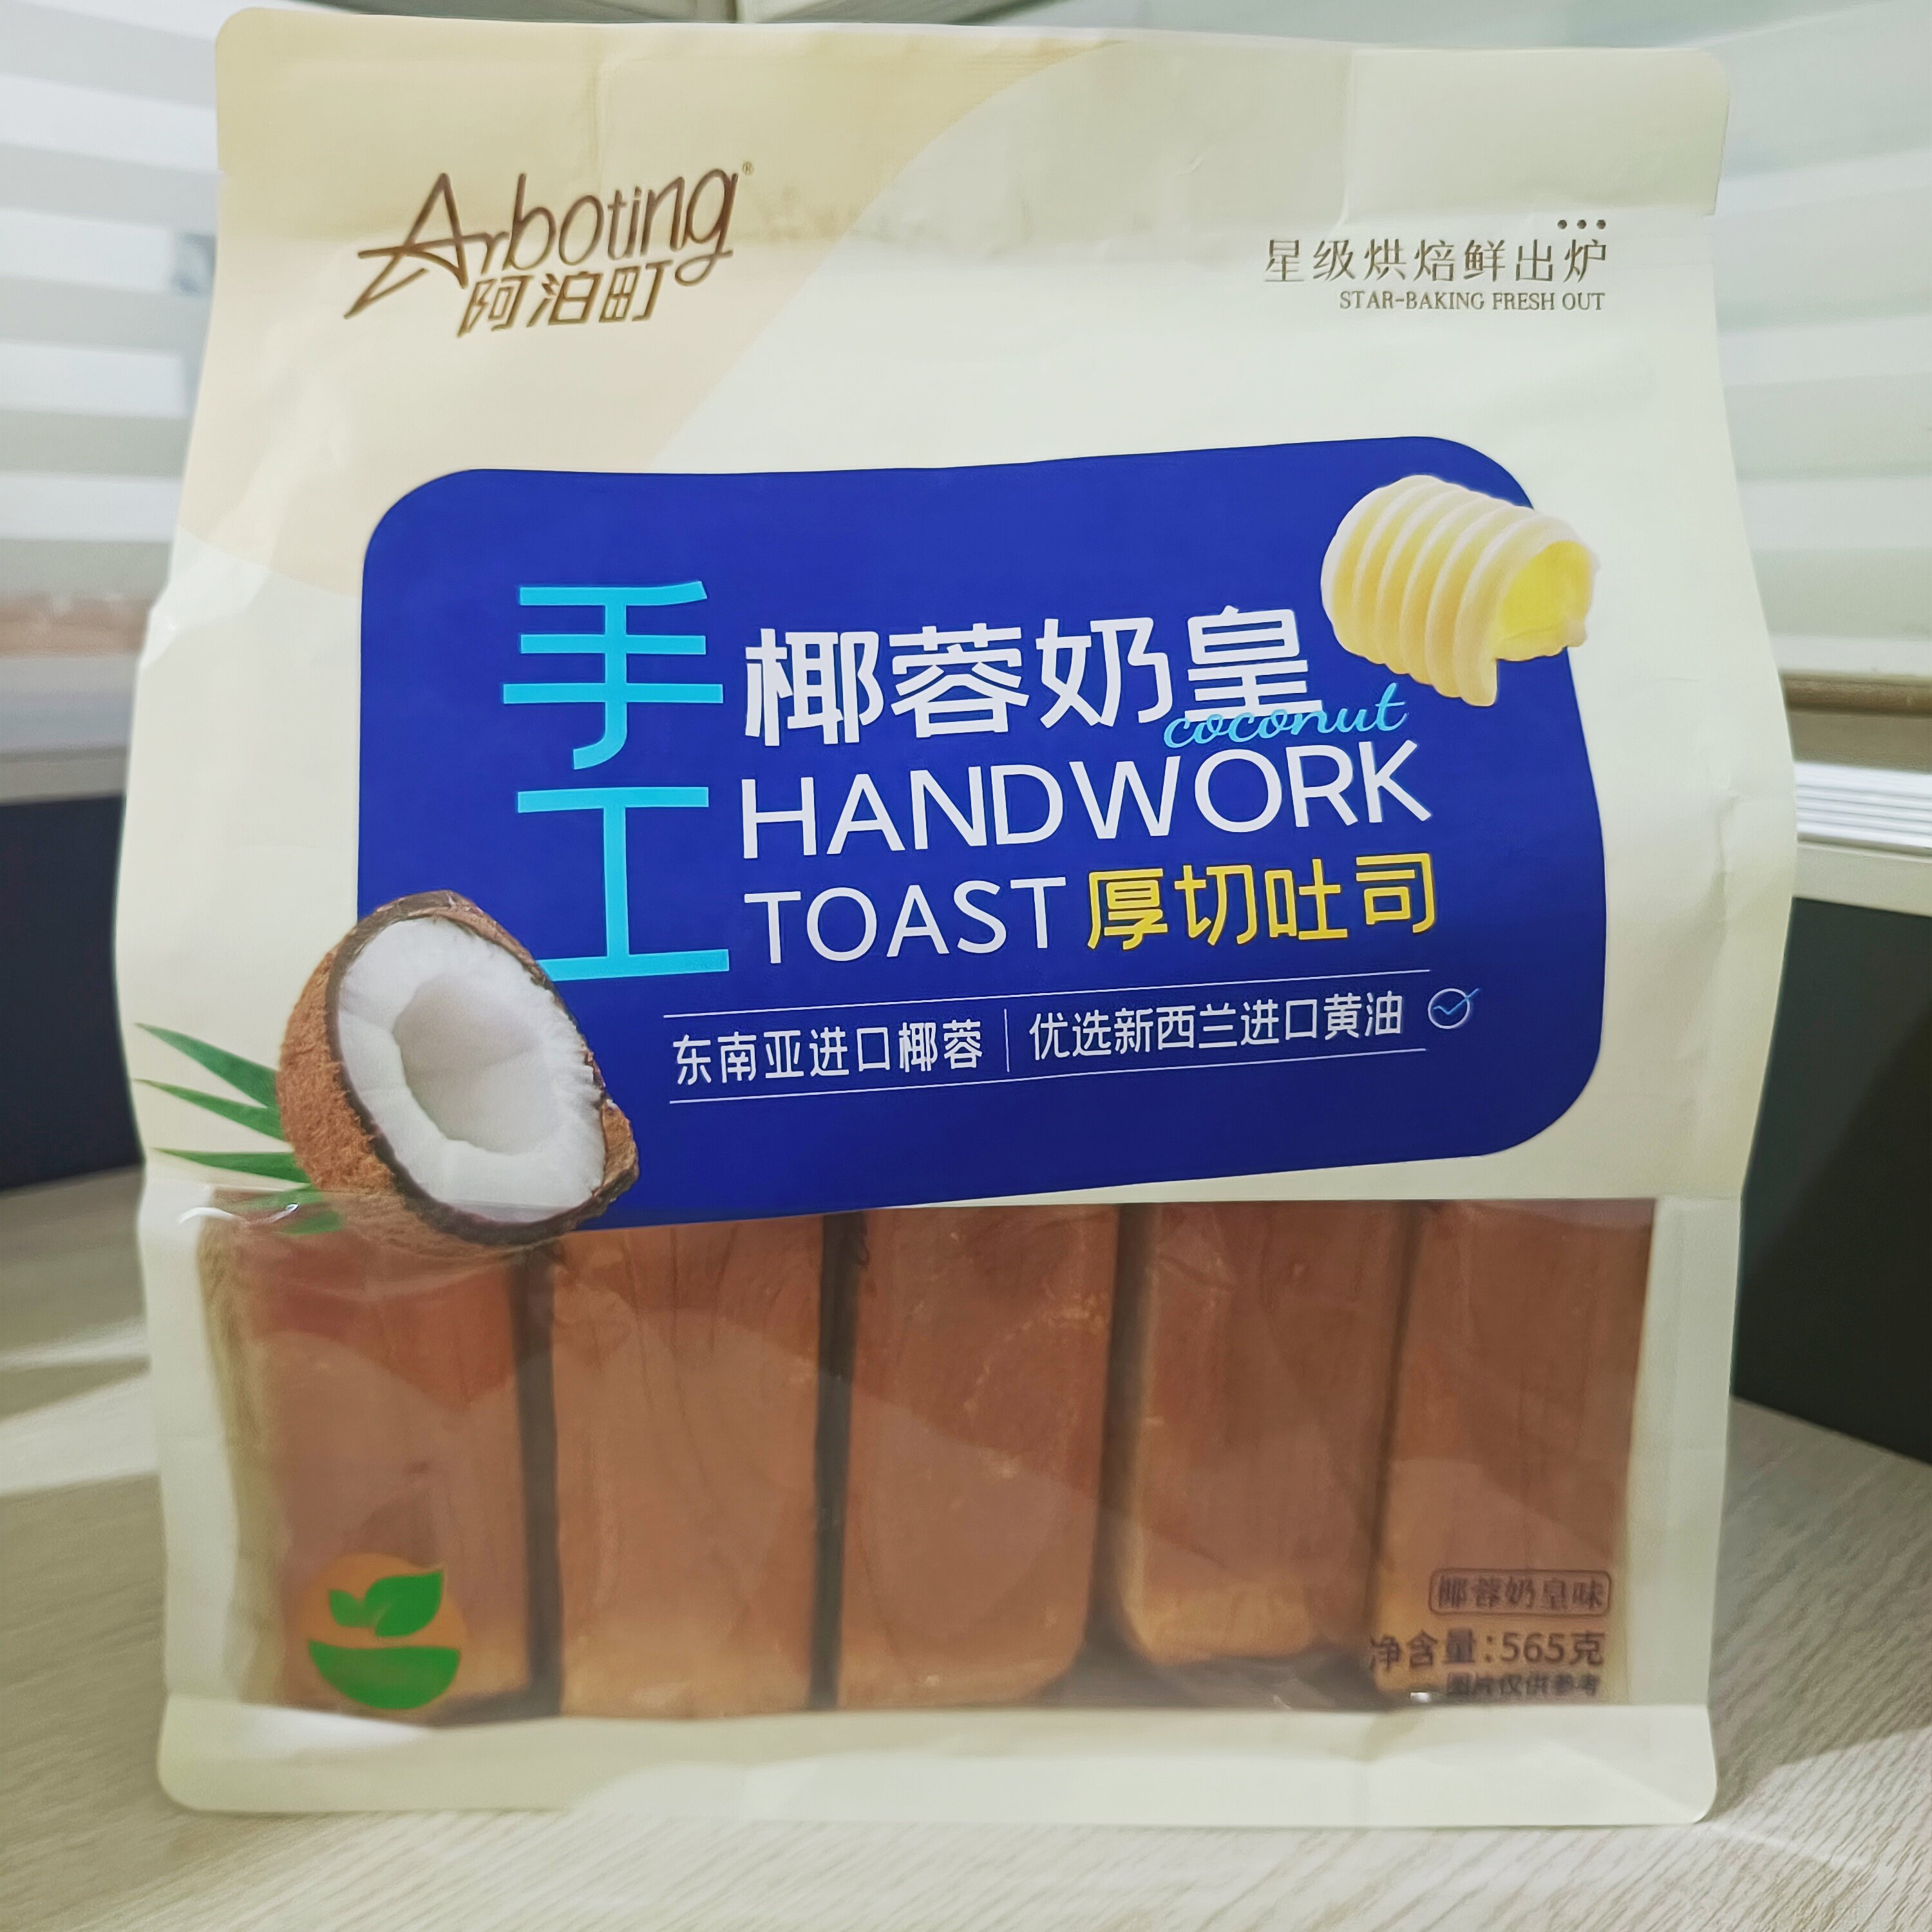 Arboting®
阿泊町
星级烘焙鲜出炉
STAR-BAKING FRESH OUT
手工
椰蓉奶皇
coconut
HANDWORK
TOAST 厚切吐司
东南亚进口椰蓉 | 优选新西兰进口黄油
椰蓉奶皇味
净含量:565克
图片仅供参考